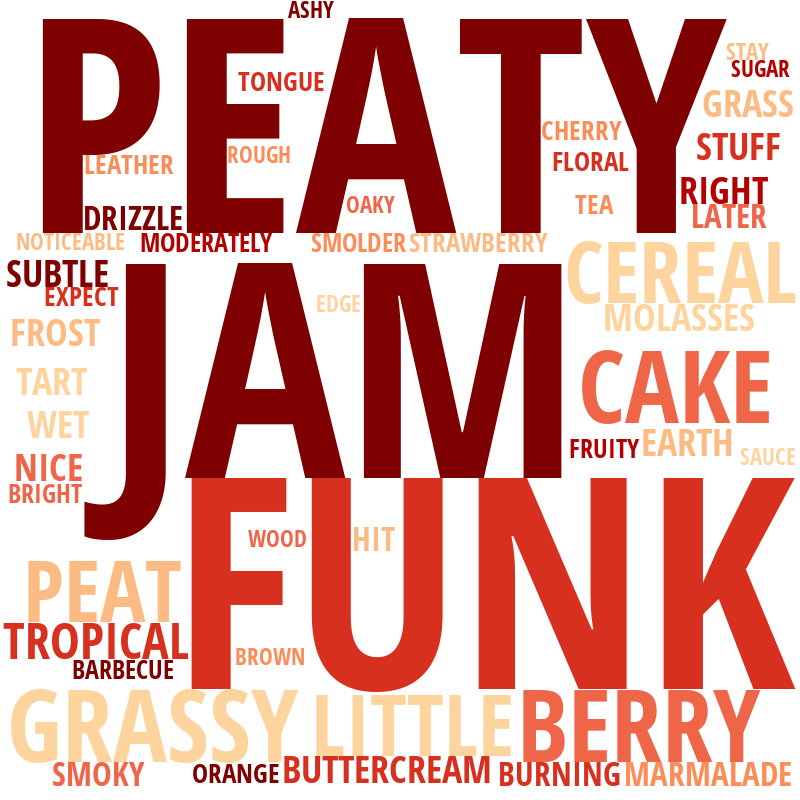 ASHY
PEATY
STAY
SUGAR
TONGUE
GRASS
CHERRY
STUFF
ROUGH
FLORAL
LEATHER
RIGHT
OAKY
TEA
LATER
DRIZZLE
NOTICEABLE
MODERATELY
SMOLDER
STRAWBERRY
SUBTLE
CEREAL
EXPECT
JAM
EDGE
MOLASSES
FROST
TART
CAKE
WET
FRUITY
EARTH
SAUCE
NICE
BRIGHT
FUNK
WOOD
HIT
PEAT
TROPICAL
BROWN
BARBECUE
GRASSY
LITTLE
BERRY
SMOKY
ORANGE
BUTTERCREAM
BURNING
MARMALADE